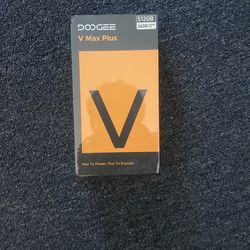 DOOGEE
512GB
V Max Plus
V
Max To Power, Plus To Explore